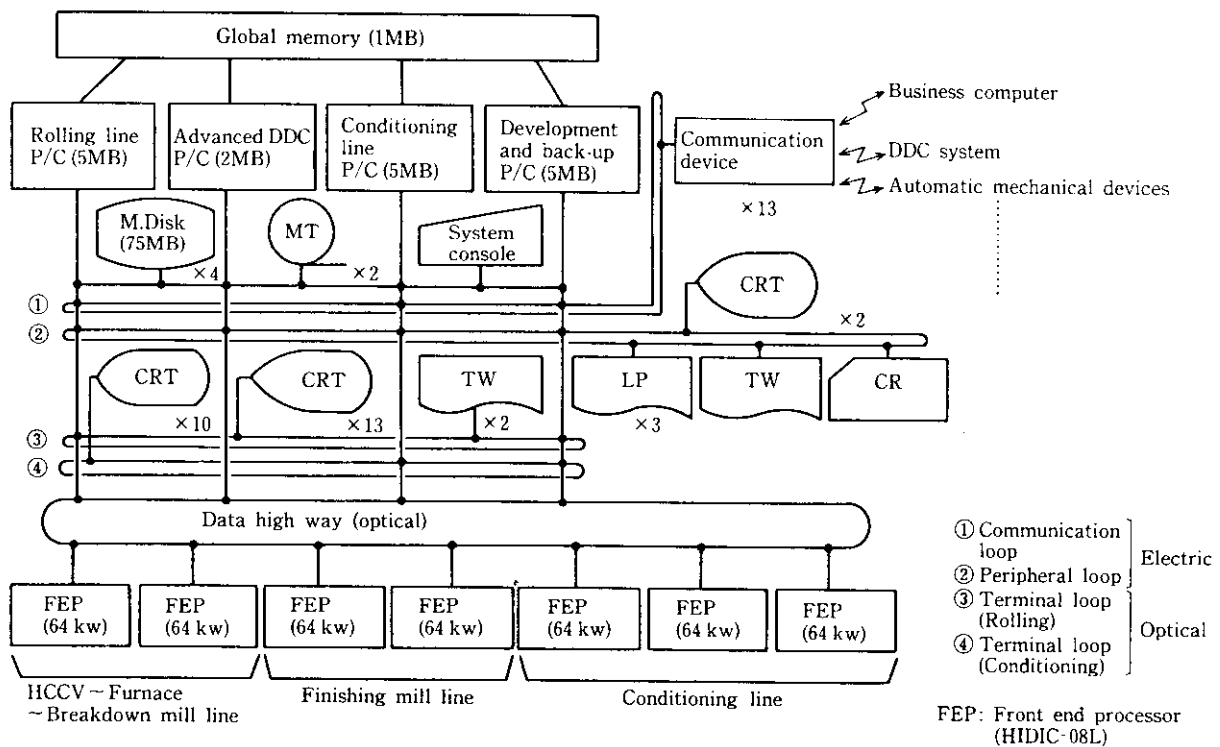 Global memory (1MB)
Rolling line
P/C (5MB)
Advanced DDC
P/C (2MB)
Conditioning
line
P/C (5MB)
Development
and back-up
P/C (5MB)
Communication
device
×13
Business computer
DDC system
Automatic mechanical devices
M.Disk
(75MB)
×4
MT
×2
System
console
CRT
×2
①
②
CRT
×10
CRT
×13
TW
×2
LP
×3
TW
CR
③
④
Data high way (optical)
FEP
(64 kw)
FEP
(64 kw)
FEP
(64 kw)
FEP
(64 kw)
FEP
(64 kw)
FEP
(64 kw)
FEP
(64 kw)
HCCV ~ Furnace
~ Breakdown mill line
Finishing mill line
Conditioning line
① Communication
loop
② Peripheral loop
Electric
③ Terminal loop
(Rolling)
④ Terminal loop
(Conditioning)
Optical
FEP: Front end processor
(HIDIC-08L)